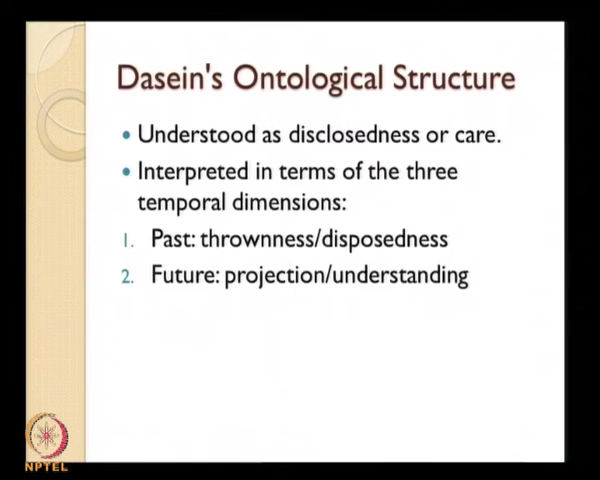 Dasein's Ontological Structure
• Understood as disclosedness or care.
• Interpreted in terms of the three
temporal dimensions:
1. Past: thrownness/disposedness
2. Future: projection/understanding
NPTEL